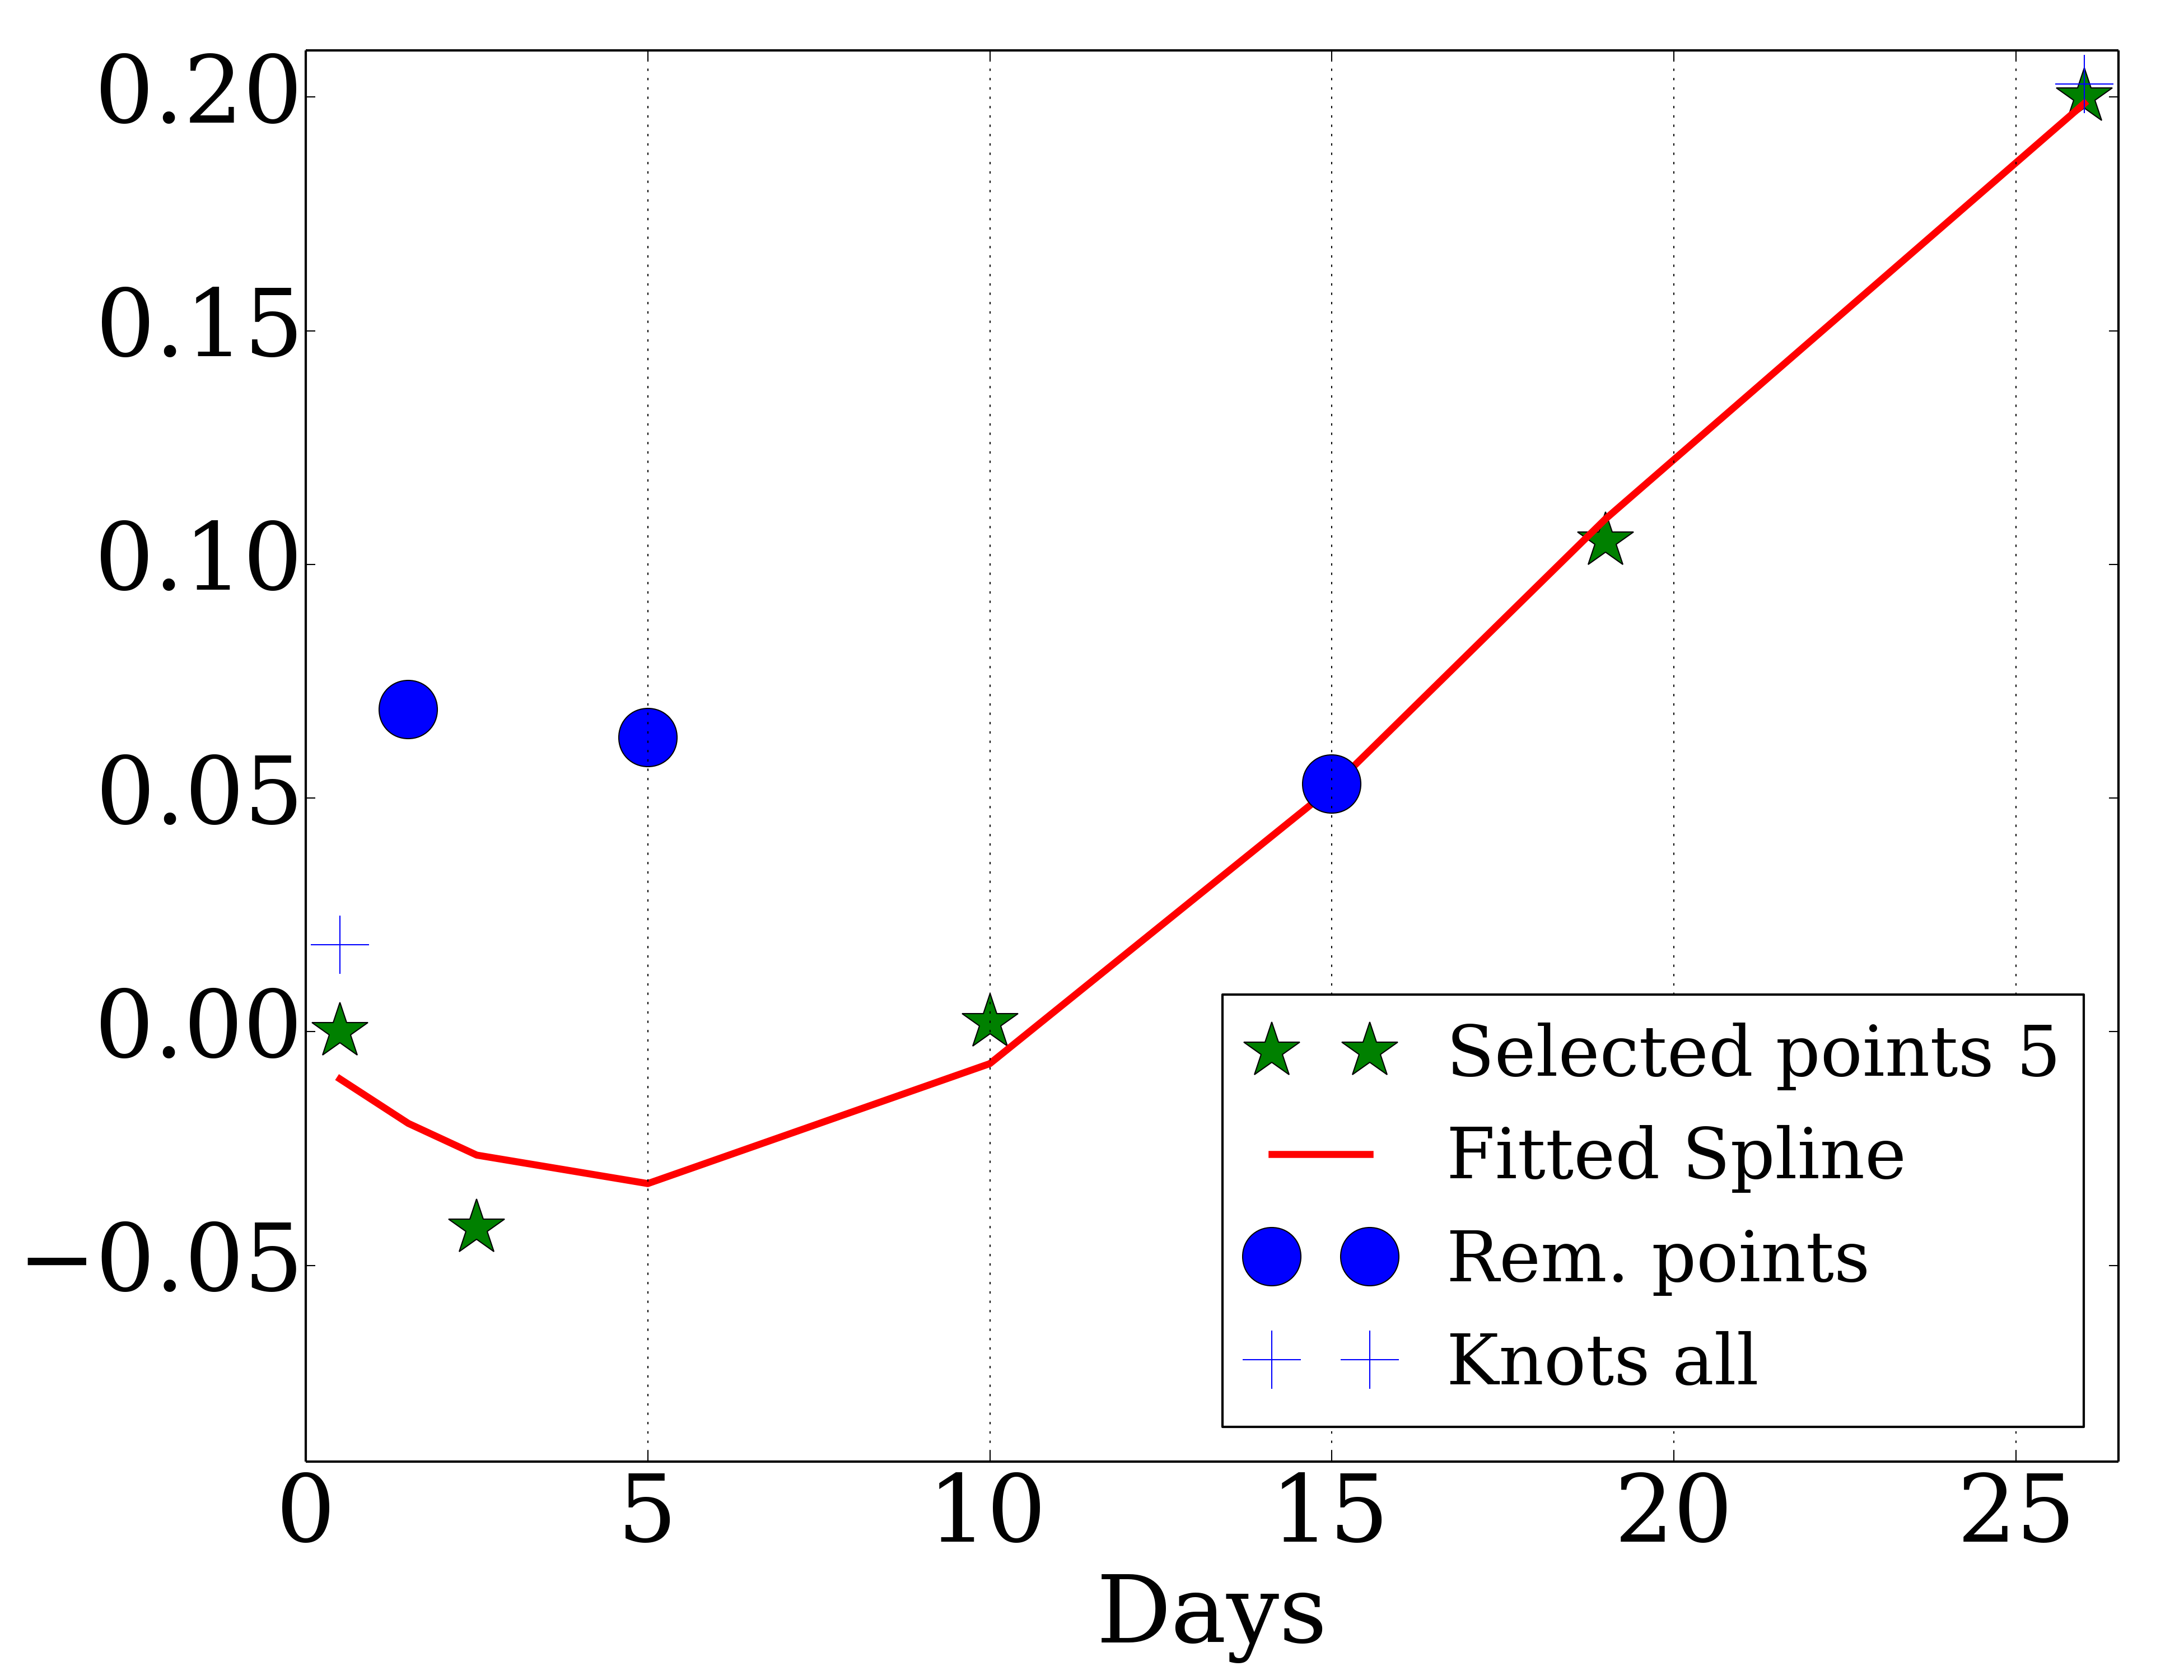 0.20
0.15
0.10
0.05
0.00
−0.05
Selected points 5
Fitted Spline
Rem. points
Knots all
0 5 10 15 20 25
Days